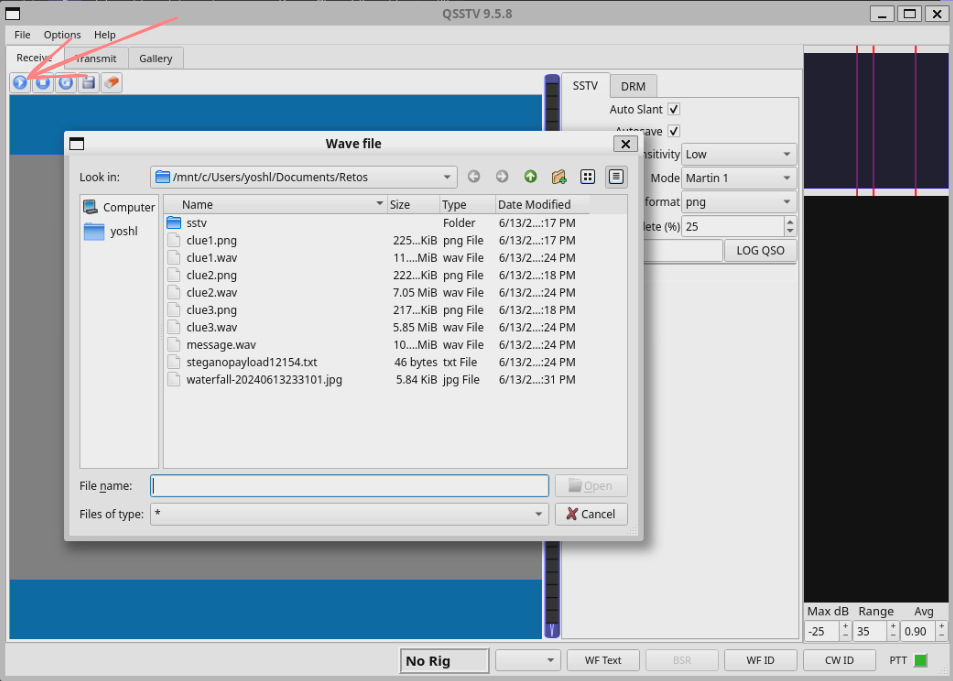 QSSTV 9.5.8
File Options Help
Receive Transmit Gallery
SSTV DRM
Auto Slant
Autosave
Wave file
Look in: /mnt/c/Users/yoshl/Documents/Retos
Low
Mode Martin 1
format png
(%) 25
LOG QSO
Computer
yoshl
Name Size Type Date Modified
sstv Folder 6/13/2...:17 PM
clue1.png 225...KiB png File 6/13/2...:17 PM
clue1.wav 11....MiB wav File 6/13/2...:24 PM
clue2.png 222...KiB png File 6/13/2...:18 PM
clue2.wav 7.05 MiB wav File 6/13/2...:24 PM
clue3.png 217...KiB png File 6/13/2...:18 PM
clue3.wav 5.85 MiB wav File 6/13/2...:24 PM
message.wav 10....MiB wav File 6/13/2...:24 PM
steganopayload12154.txt 46 bytes txt File 6/13/2...:24 PM
waterfall-20240613233101.jpg 5.84 KiB jpg File 6/13/2...:31 PM
File name: Open
Files of type: * Cancel
Max dB Range Avg
-25 35 0.90
No Rig WF Text BSR WF ID CW ID PTT